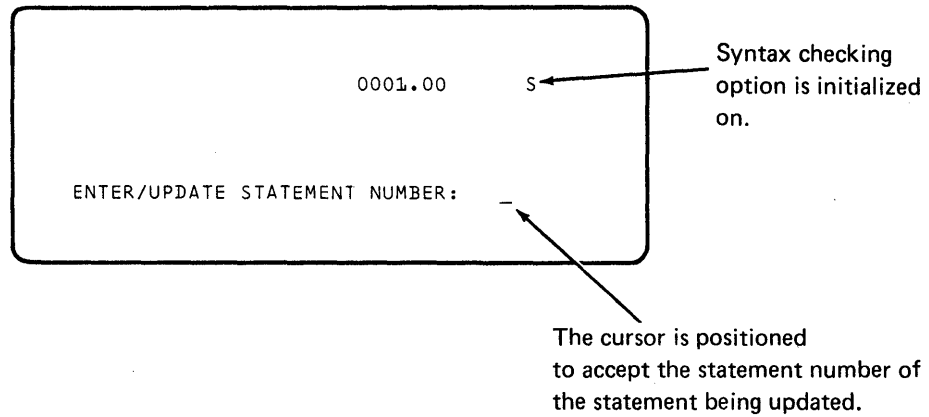 0001.00 S
Syntax checking
option is initialized
on.
ENTER/UPDATE STATEMENT NUMBER: _
The cursor is positioned
to accept the statement number of
the statement being updated.